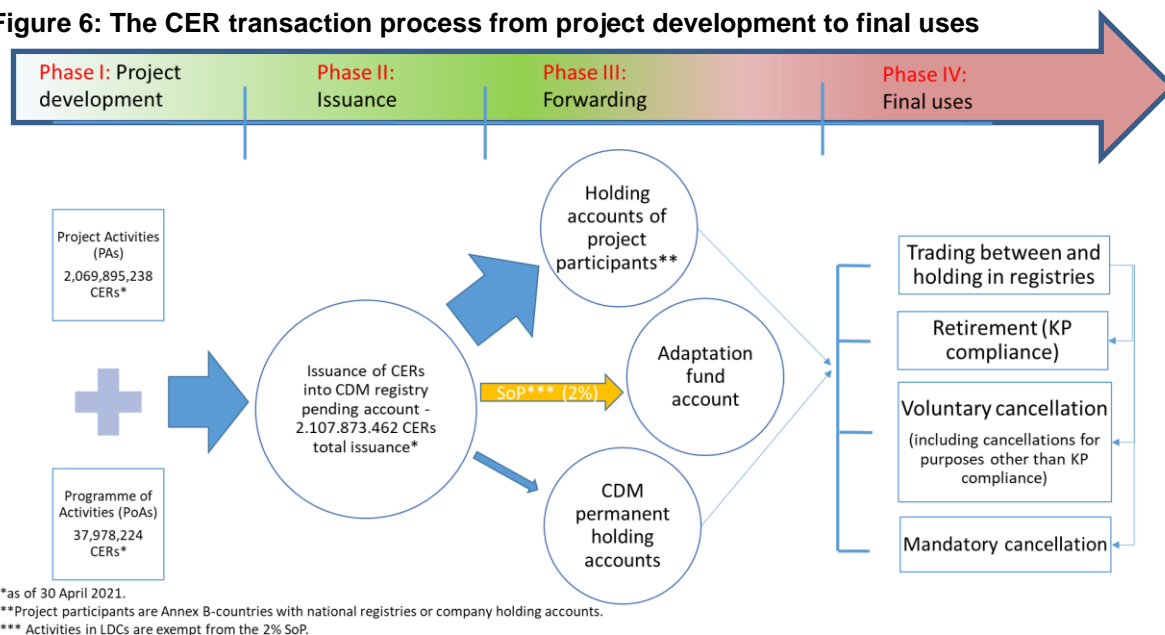 Figure 6: The CER transaction process from project development to final uses
Phase I: Project
development
Phase II:
Issuance
Phase III:
Forwarding
Phase IV:
Final uses
Project Activities
(PAs)
2,069,895,238
CERs*
Programme of
Activities (PoAs)
37,978,224
CERs*
Issuance of CERs
into CDM registry
pending account -
2.107.873.462 CERs
total issuance*
Holding
accounts of
project
participants**
SoP*** (2%)
Adaptation
fund
account
CDM
permanent
holding
accounts
Trading between and
holding in registries
Retirement (KP
compliance)
Voluntary cancellation
(including cancellations for
purposes other than KP
compliance)
Mandatory cancellation
*as of 30 April 2021.
**Project participants are Annex B-countries with national registries or company holding accounts.
*** Activities in LDCs are exempt from the 2% SoP.